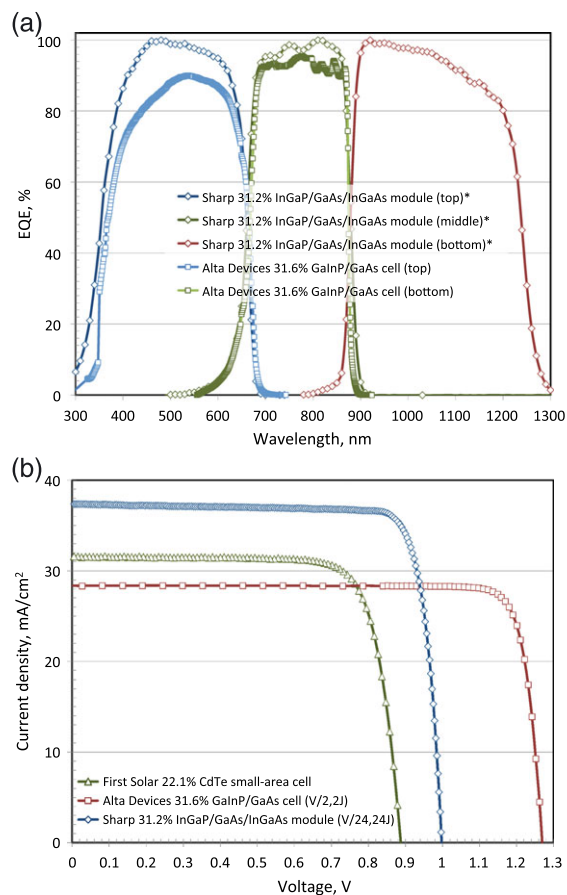 (a)
100
80
60
40
20
0
EQE, %
Sharp 31.2% InGaP/GaAs/InGaAs module (top)*
Sharp 31.2% InGaP/GaAs/InGaAs module (middle)*
Sharp 31.2% InGaP/GaAs/InGaAs module (bottom)*
Alta Devices 31.6% GaInP/GaAs cell (top)
Alta Devices 31.6% GaInP/GaAs cell (bottom)
300 400 500 600 700 800 900 1000 1100 1200 1300
Wavelength, nm
(b)
40
30
20
10
0
Current density, mA/cm²
First Solar 22.1% CdTe small-area cell
Alta Devices 31.6% GaInP/GaAs cell (V/2,2J)
Sharp 31.2% InGaP/GaAs/InGaAs module (V/24,24J)
0 0.1 0.2 0.3 0.4 0.5 0.6 0.7 0.8 0.9 1 1.1 1.2 1.3
Voltage, V